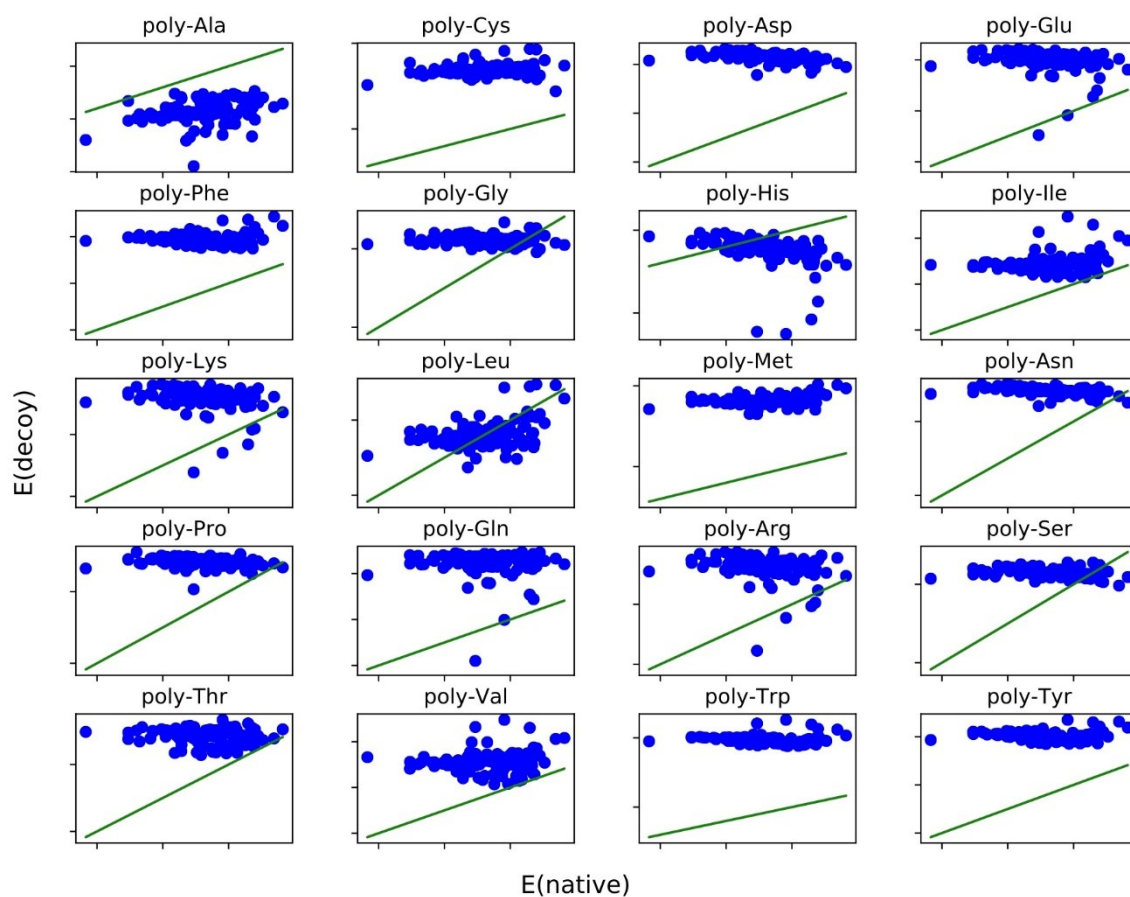 poly-Ala poly-Cys poly-Asp poly-Glu
poly-Phe poly-Gly poly-His poly-Ile
poly-Lys poly-Leu poly-Met poly-Asn
E(decoy)
poly-Pro poly-Gln poly-Arg poly-Ser
poly-Thr poly-Val poly-Trp poly-Tyr
E(native)